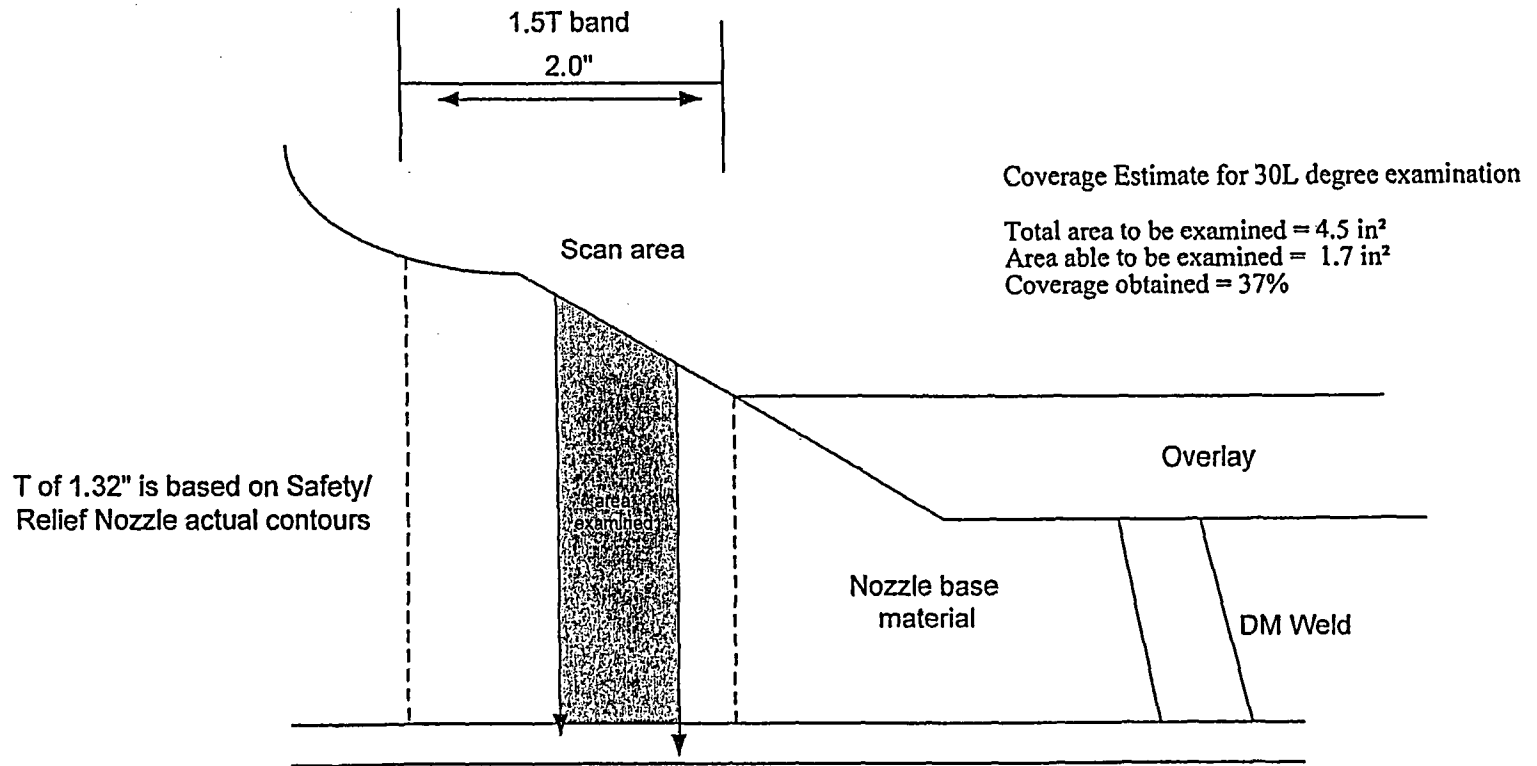 1.5T band
2.0"
Coverage Estimate for 30L degree examination
Total area to be examined = 4.5 in²
Area able to be examined = 1.7 in²
Coverage obtained = 37%
Scan area
Overlay
T of 1.32" is based on Safety/
Relief Nozzle actual contours
area
examined
Nozzle base
material
DM Weld